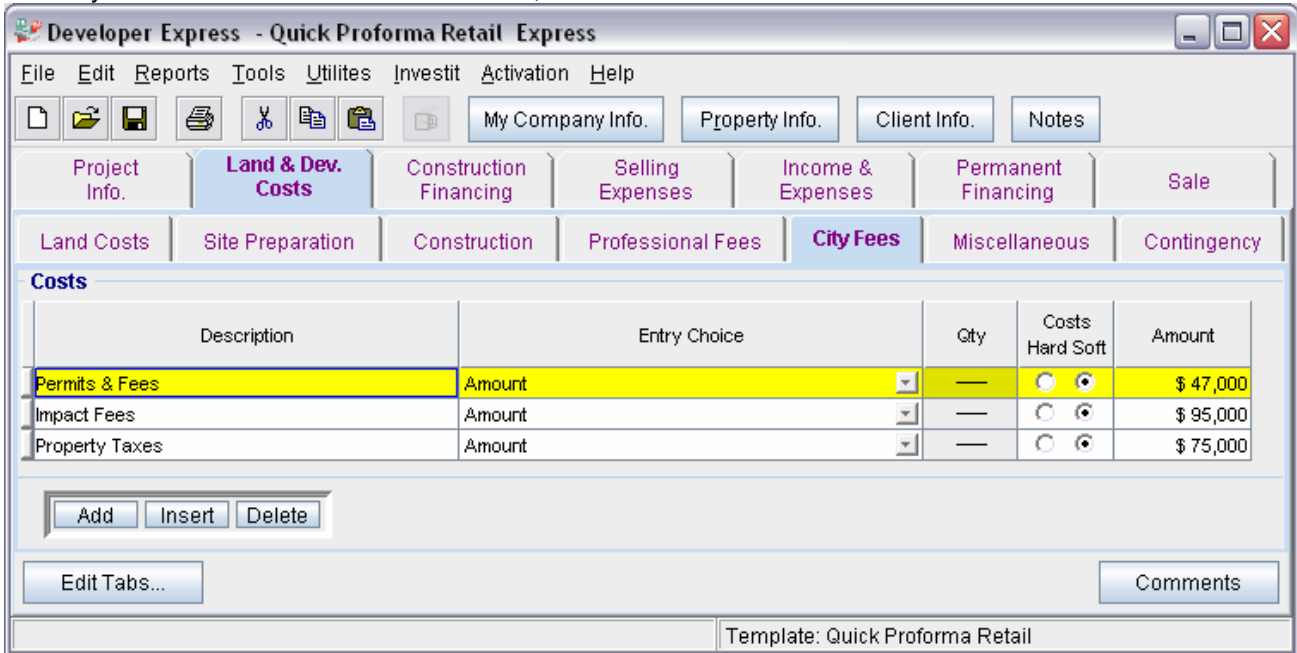 Developer Express - Quick Proforma Retail Express
File Edit Reports Tools Utilites Investit Activation Help
My Company Info. Property Info. Client Info. Notes
Project Info. Land & Dev. Costs Construction Financing Selling Expenses Income & Expenses Permanent Financing Sale
Land Costs Site Preparation Construction Professional Fees City Fees Miscellaneous Contingency
Costs
Description Entry Choice Qty Costs Hard Soft Amount
Permits & Fees Amount — $ 47,000
Impact Fees Amount — $ 95,000
Property Taxes Amount — $ 75,000
Add Insert Delete
Edit Tabs... Comments
Template: Quick Proforma Retail